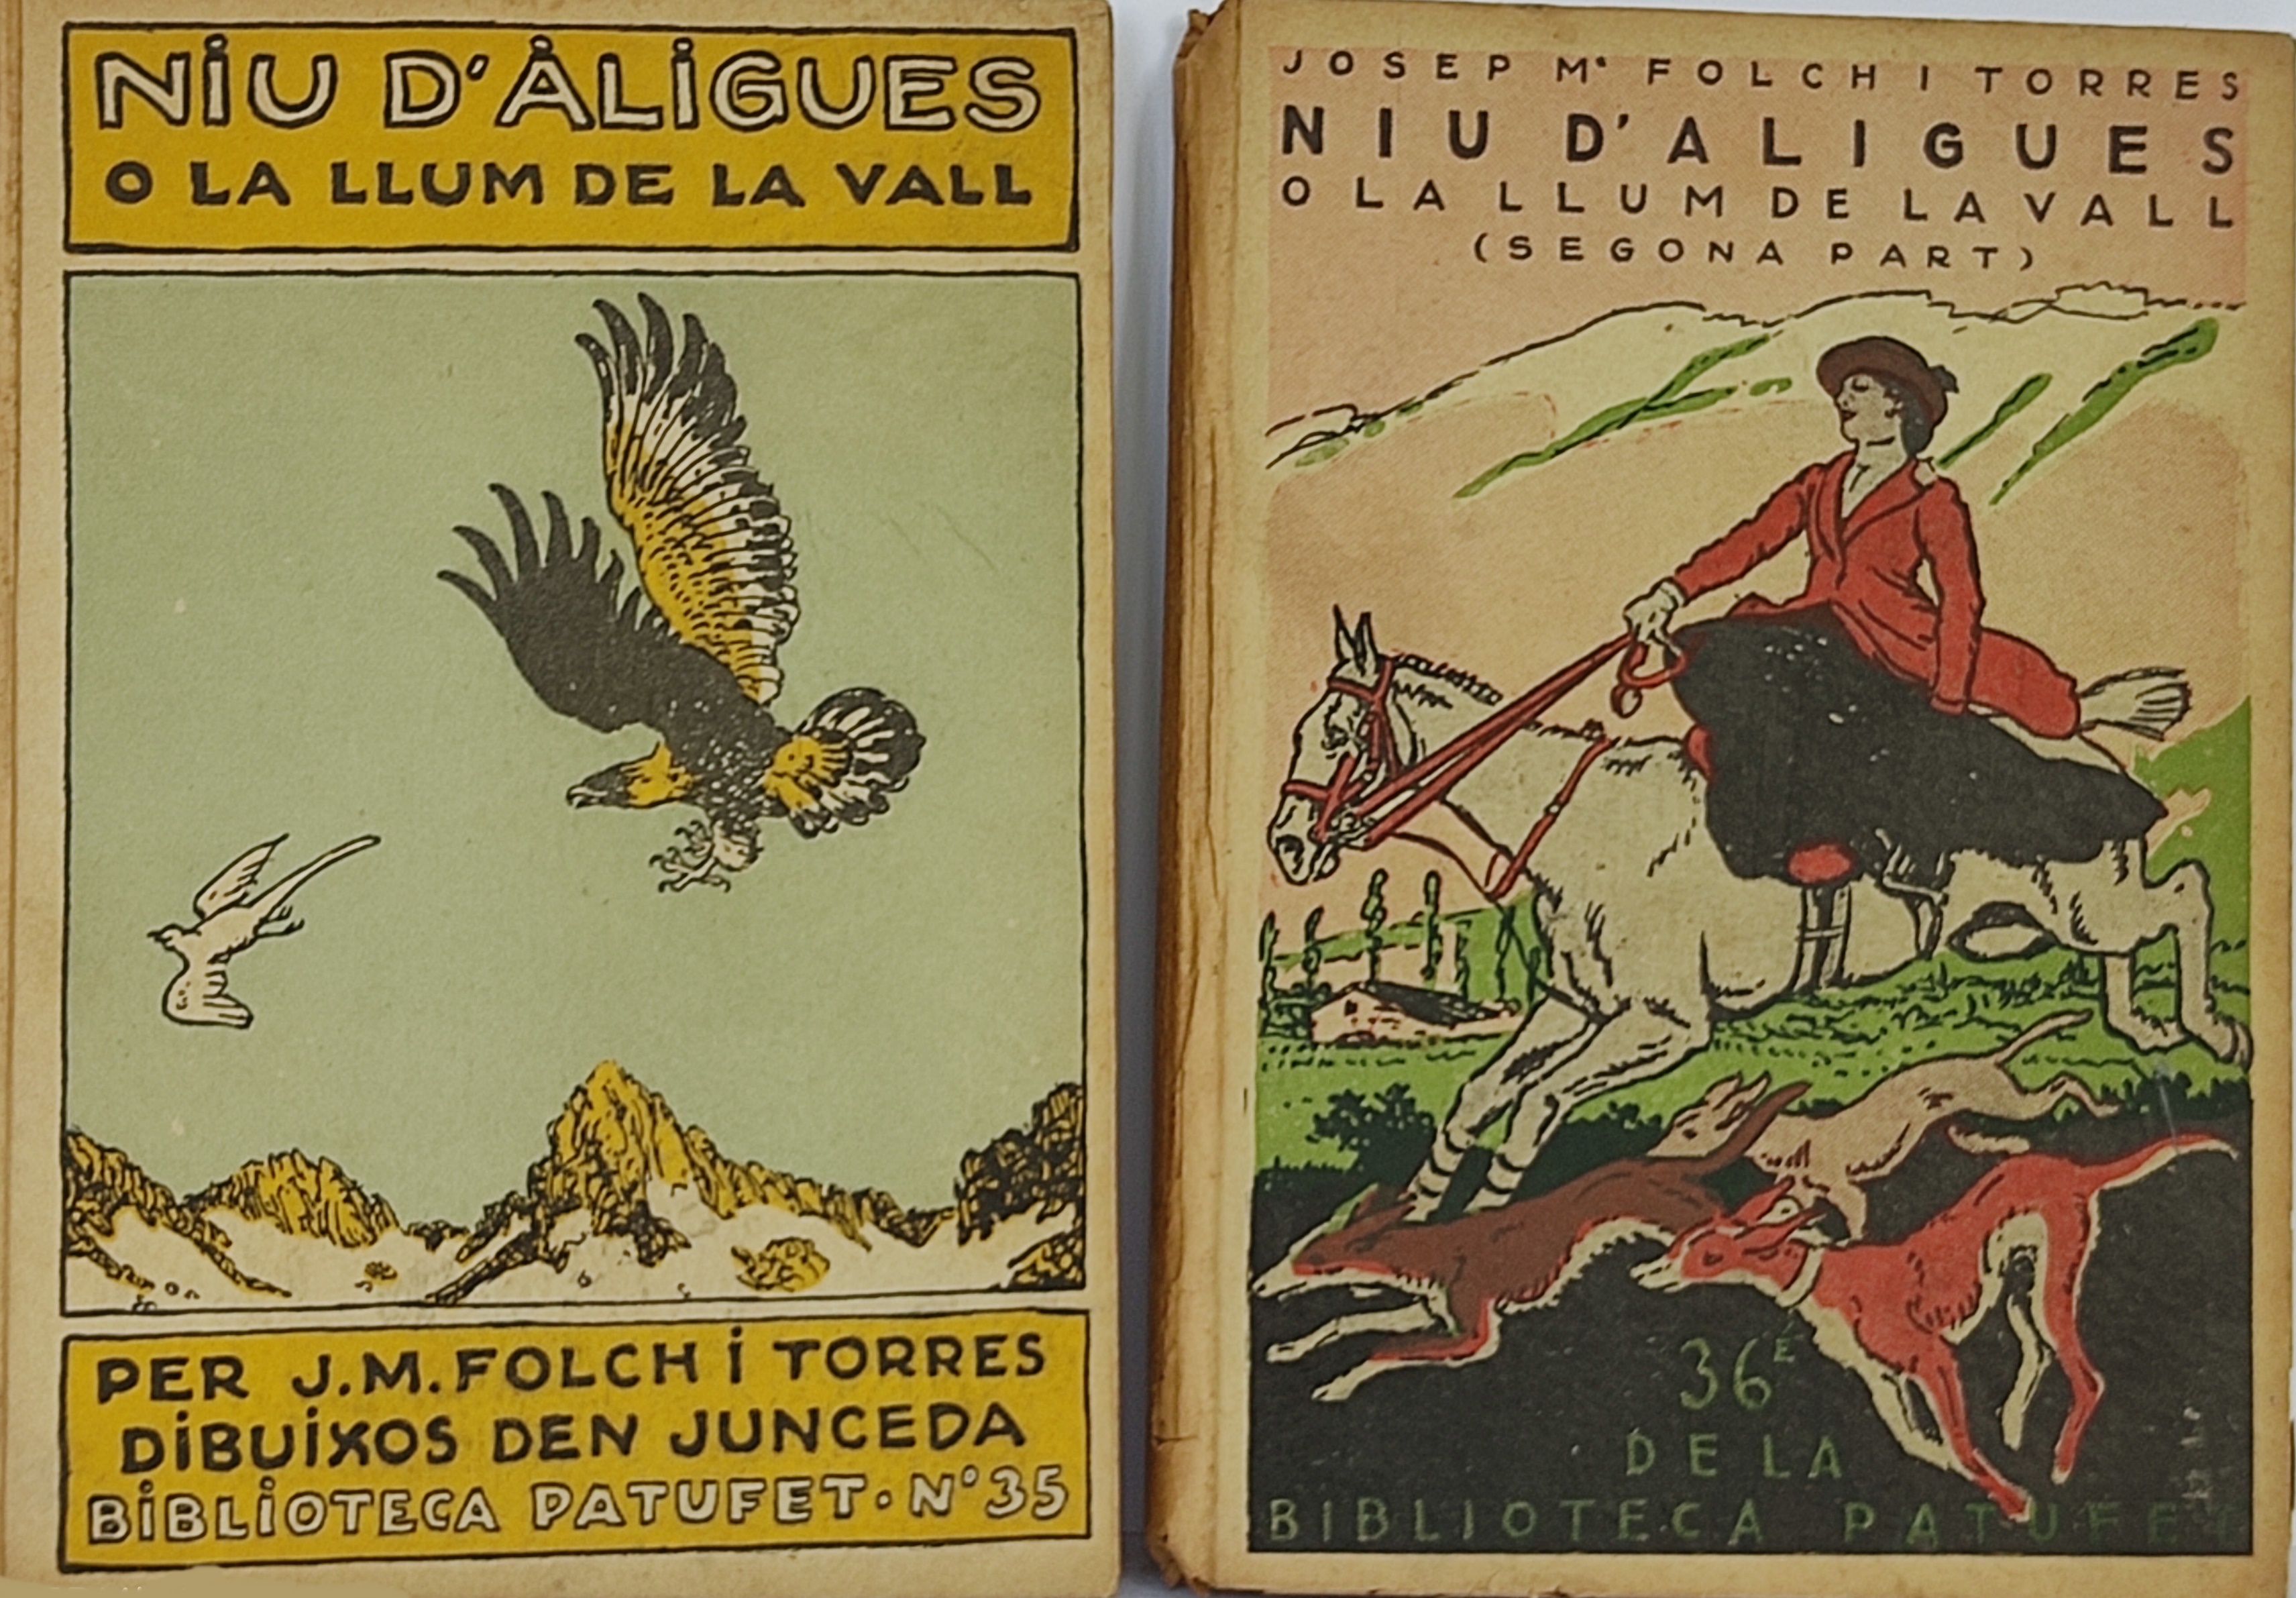 NIU D'ÀLIGUES
O LA LLUM DE LA VALL
PER J.M. FOLCH I TORRES
DIBUIXOS DEN JUNCEDA
BIBLIOTECA PATUFET · Nº 35
JOSEP Mª FOLCH I TORRES
NIU D'ALIGUES
O LA LLUM DE LA VALL
(SEGONA PART)
36È
DE LA
BIBLIOTECA PATUFET